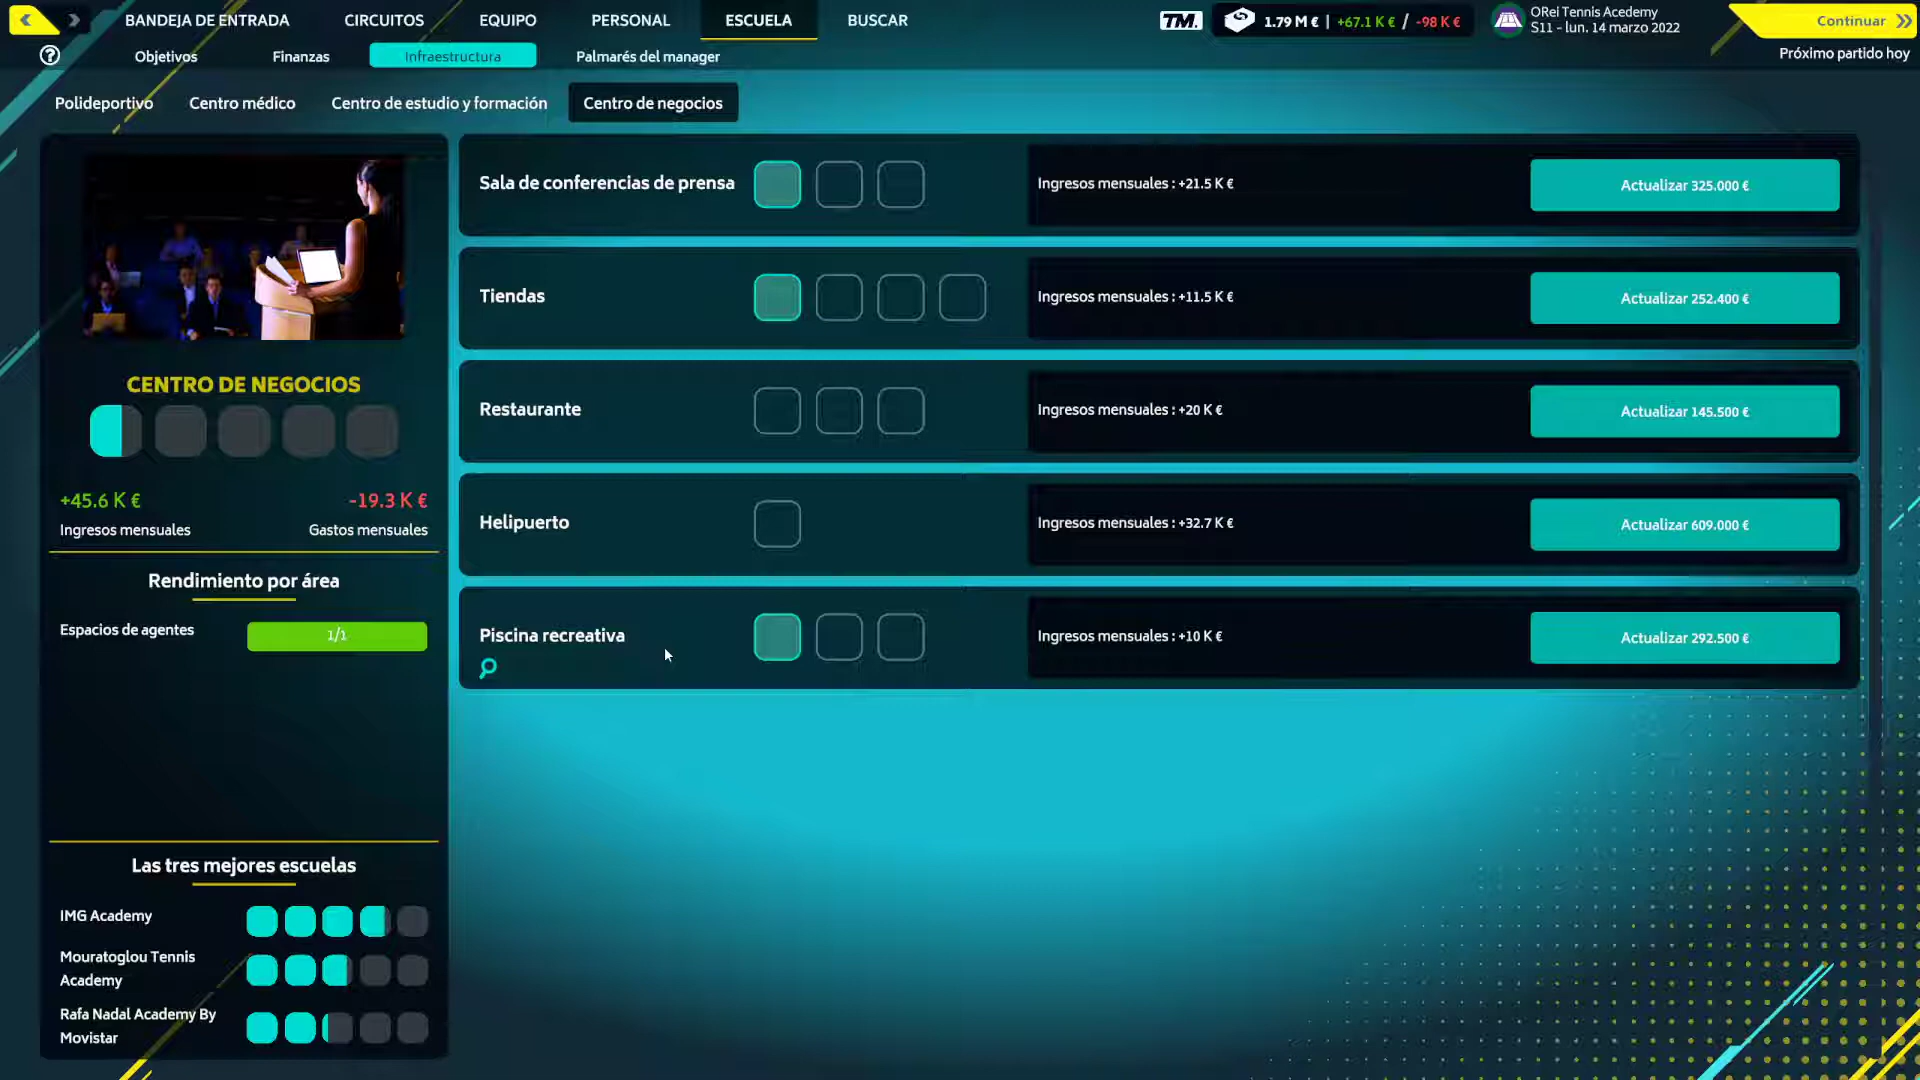 BANDEJA DE ENTRADA
CIRCUITOS
EQUIPO
PERSONAL
ESCUELA
BUSCAR
TM.
1.79 M € | +67.1 K € / -98 K €
ORei Tennis Acedemy
S11 - lun. 14 marzo 2022
Continuar
Próximo partido hoy
Objetivos
Finanzas
Infraestructura
Palmarés del manager
Polideportivo
Centro médico
Centro de estudio y formación
Centro de negocios
CENTRO DE NEGOCIOS
+45.6 K €
-19.3 K €
Ingresos mensuales
Gastos mensuales
Rendimiento por área
Espacios de agentes
1/1
Las tres mejores escuelas
IMG Academy
Mouratoglou Tennis
Academy
Rafa Nadal Academy By
Movistar
Sala de conferencias de prensa
Ingresos mensuales : +21.5 K €
Actualizar 325.000 €
Tiendas
Ingresos mensuales : +11.5 K €
Actualizar 252.400 €
Restaurante
Ingresos mensuales : +20 K €
Actualizar 145.500 €
Helipuerto
Ingresos mensuales : +32.7 K €
Actualizar 609.000 €
Piscina recreativa
Ingresos mensuales : +10 K €
Actualizar 292.500 €